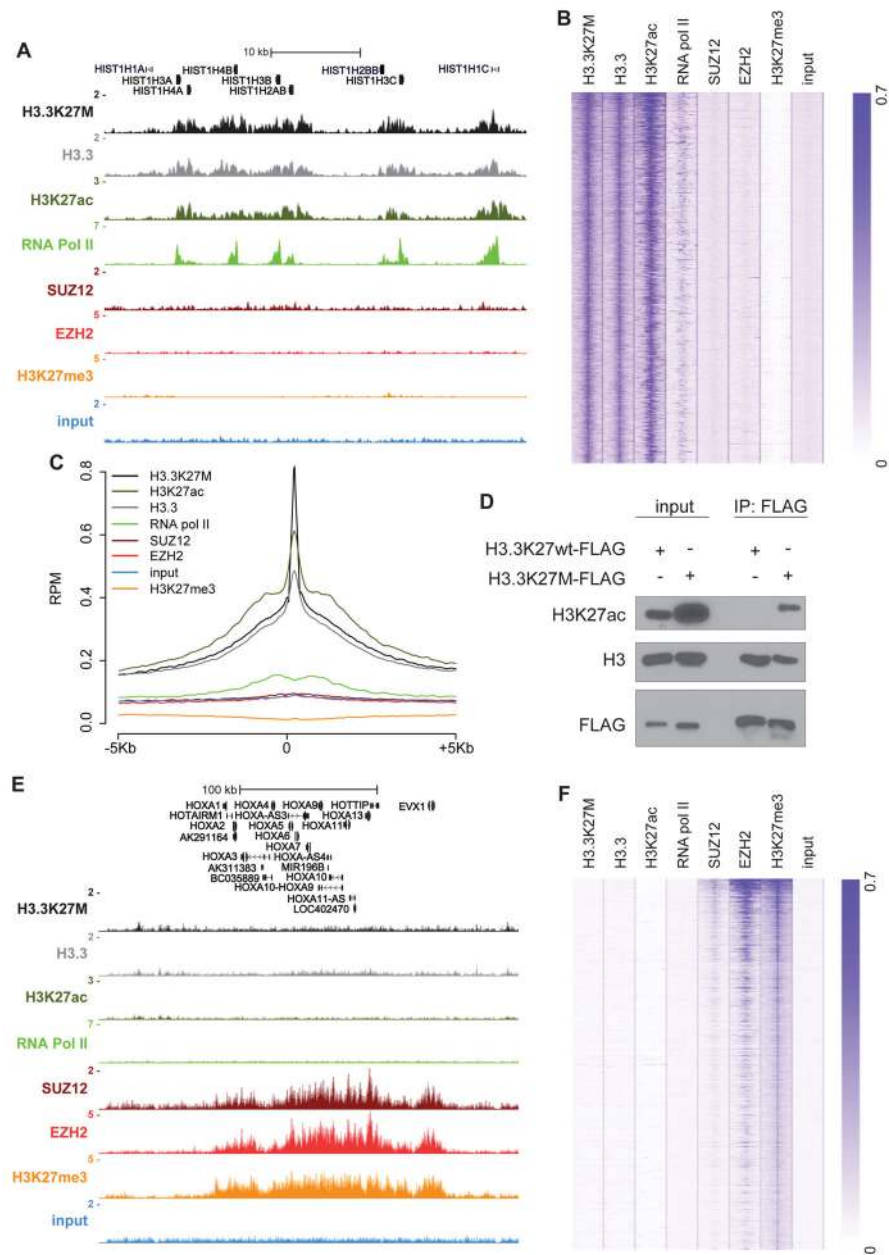 A
10 kb
HIST1H1A
HIST1H4B
HIST1H2BB
HIST1H1C
HIST1H3A
HIST1H3B
HIST1H3C
HIST1H4A
HIST1H2AB
2 -
H3.3K27M
2 -
H3.3
3 -
H3K27ac
7 -
RNA Pol II
2 -
SUZ12
5 -
EZH2
5 -
H3K27me3
2 -
input
B
H3.3K27M
H3.3
H3K27ac
RNA pol II
SUZ12
EZH2
H3K27me3
input
0.7
0
C
RPM
0.8
0.6
0.4
0.2
0.0
H3.3K27M
H3K27ac
H3.3
RNA pol II
SUZ12
EZH2
input
H3K27me3
-5Kb
0
+5Kb
D
input
IP: FLAG
H3.3K27wt-FLAG + - + -
H3.3K27M-FLAG - + - +
H3K27ac
H3
FLAG
E
100 kb
HOXA1
HOXA4
HOXA9
HOTTIP
EVX1
HOTAIRM1
HOXA-AS3
HOXA13
HOXA2
HOXA5
HOXA11
AK291164
HOXA6
HOXA7
HOXA3
HOXA-AS4
AK311383
MIR196B
BC035889
HOXA10
HOXA10-HOXA9
HOXA11-AS
LOC402470
2 -
H3.3K27M
2 -
H3.3
3 -
H3K27ac
7 -
RNA Pol II
2 -
SUZ12
5 -
EZH2
5 -
H3K27me3
2 -
input
F
H3.3K27M
H3.3
H3K27ac
RNA pol II
SUZ12
EZH2
H3K27me3
input
0.7
0